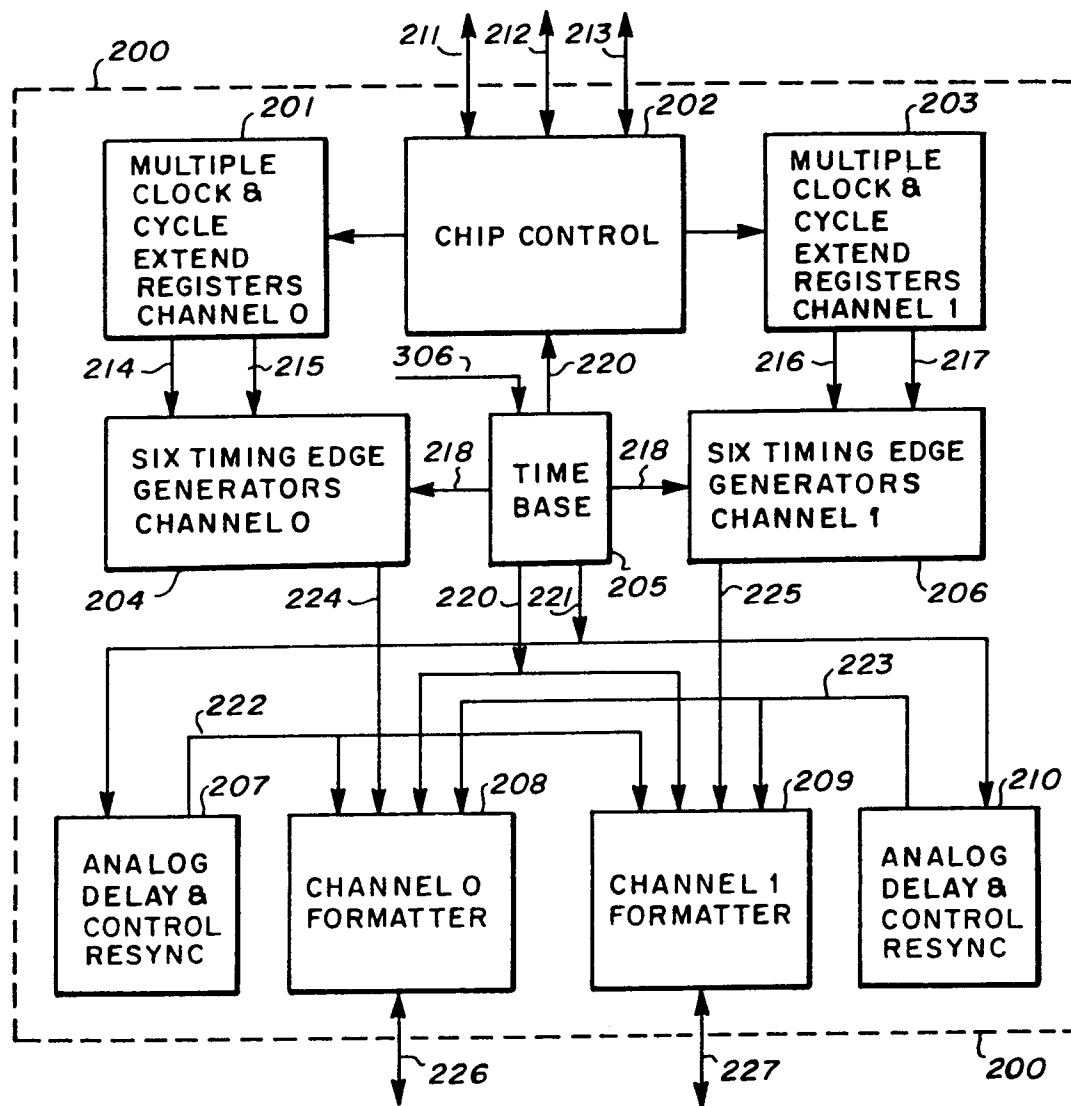 211
212
213
200
201
202
203
MULTIPLE
CLOCK &
CYCLE
EXTEND
REGISTERS
CHANNEL 0
CHIP CONTROL
MULTIPLE
CLOCK &
CYCLE
EXTEND
REGISTERS
CHANNEL 1
214
215
306
220
216
217
SIX TIMING EDGE
GENERATORS
CHANNEL 0
218
TIME
BASE
218
SIX TIMING EDGE
GENERATORS
CHANNEL 1
204
224
220
221
205
225
206
222
223
207
208
209
210
ANALOG
DELAY &
CONTROL
RESYNC
CHANNEL 0
FORMATTER
CHANNEL 1
FORMATTER
ANALOG
DELAY &
CONTROL
RESYNC
226
227
200